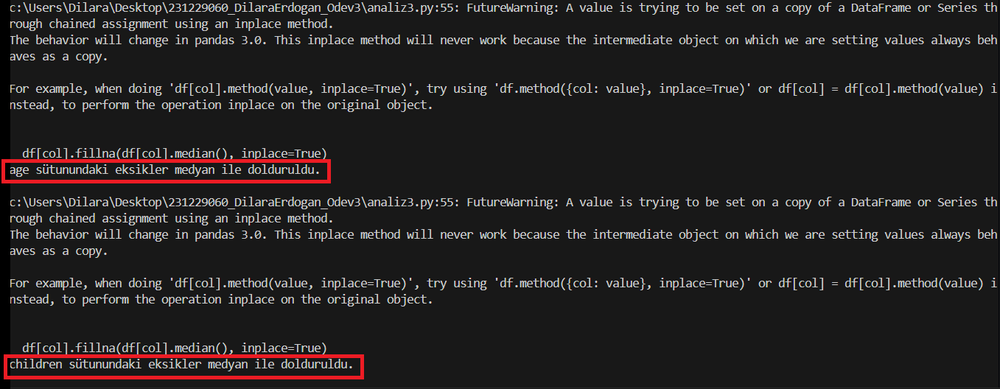 c:\Users\Dilara\Desktop\231229060_DilaraErdogan_Odev3\analiz3.py:55: FutureWarning: A value is trying to be set on a copy of a DataFrame or Series th
rough chained assignment using an inplace method.
The behavior will change in pandas 3.0. This inplace method will never work because the intermediate object on which we are setting values always beh
aves as a copy.
For example, when doing 'df[col].method(value, inplace=True)', try using 'df.method({col: value}, inplace=True)' or df[col] = df[col].method(value) i
nstead, to perform the operation inplace on the original object.
df[col].fillna(df[col].median(), inplace=True)
age sütunundaki eksikler medyan ile dolduruldu.
c:\Users\Dilara\Desktop\231229060_DilaraErdogan_Odev3\analiz3.py:55: FutureWarning: A value is trying to be set on a copy of a DataFrame or Series th
rough chained assignment using an inplace method.
The behavior will change in pandas 3.0. This inplace method will never work because the intermediate object on which we are setting values always beh
aves as a copy.
For example, when doing 'df[col].method(value, inplace=True)', try using 'df.method({col: value}, inplace=True)' or df[col] = df[col].method(value) i
nstead, to perform the operation inplace on the original object.
df[col].fillna(df[col].median(), inplace=True)
children sütunundaki eksikler medyan ile dolduruldu.